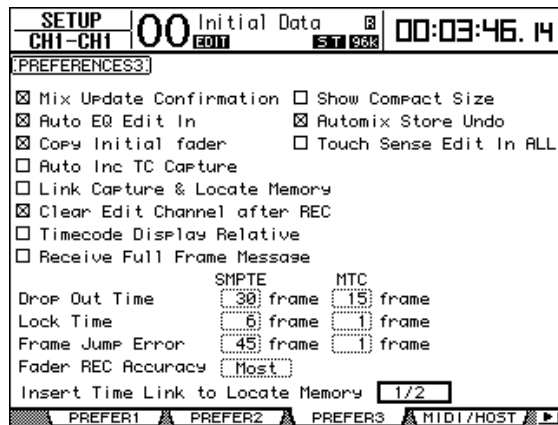 SETUP
CH1-CH1
00 Initial Data R
EDIT ST 96k
00:03:46. 14
PREFERENCES3
Mix Update Confirmation Show Compact Size
Auto EQ Edit In Automix Store Undo
Copy Initial fader Touch Sense Edit In ALL
Auto Inc TC Capture
Link Capture & Locate Memory
Clear Edit Channel after REC
Timecode Display Relative
Receive Full Frame Message
SMPTE MTC
Drop Out Time 30 frame 15 frame
Lock Time 6 frame 1 frame
Frame Jump Error 45 frame 1 frame
Fader REC Accuracy Most
Insert Time Link to Locate Memory 1/2
PREFER1 PREFER2 PREFER3 MIDI/HOST